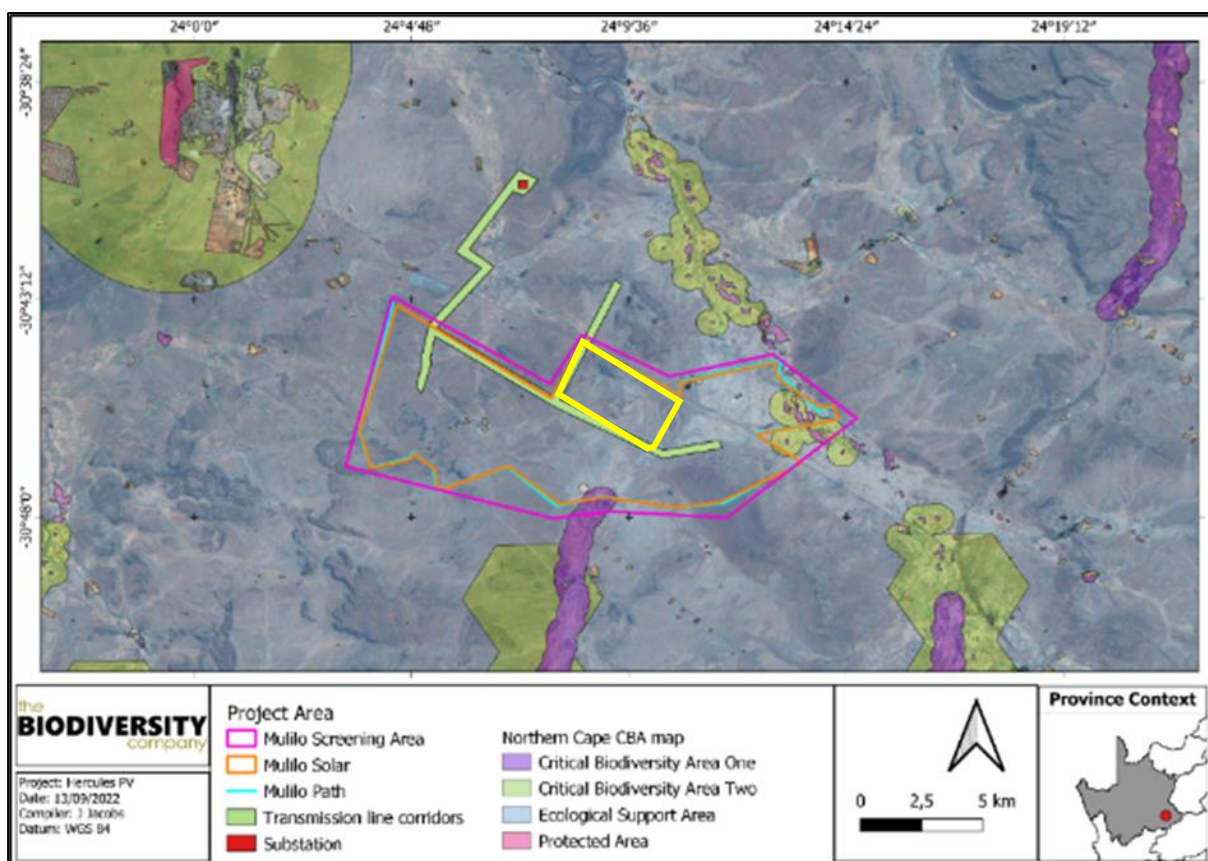 24°0'0" 24°4'48" 24°9'36" 24°14'24" 24°19'12"
-30°38'24"
-30°43'12"
-30°48'0"
the
BIODIVERSITY
company
Project: Hercules PV
Date: 13/09/2022
Compiler: J Jacobs
Datum: WGS 84
Project Area
Mulilo Screening Area
Mulilo Solar
Mulilo Path
Transmission line corridors
Substation
Northern Cape CBA map
Critical Biodiversity Area One
Critical Biodiversity Area Two
Ecological Support Area
Protected Area
0 2,5 5 km
Province Context